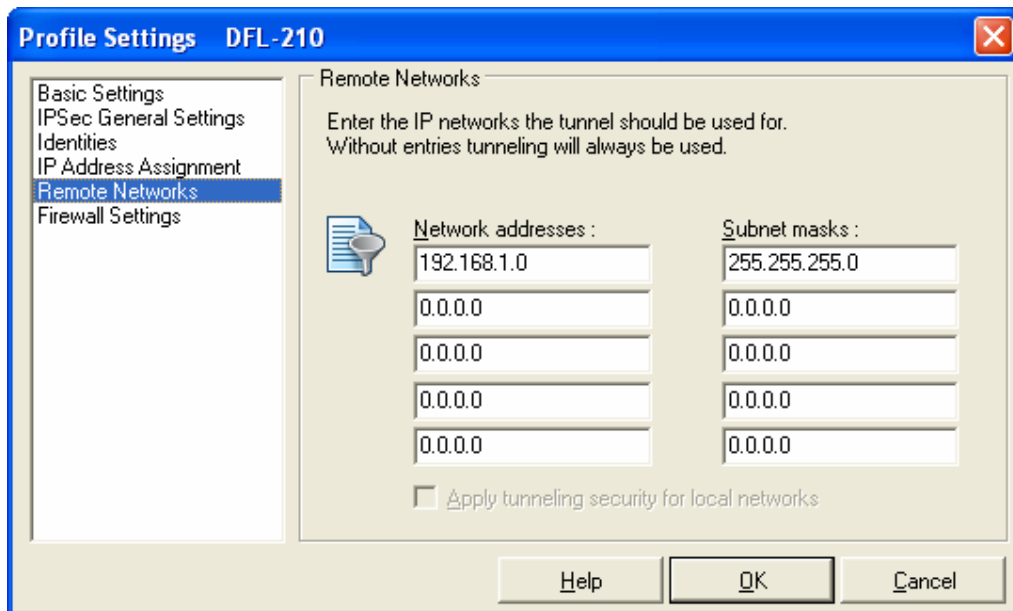 Profile Settings DFL-210
Basic Settings
IPSec General Settings
Identities
IP Address Assignment
Remote Networks
Firewall Settings
Remote Networks
Enter the IP networks the tunnel should be used for.
Without entries tunneling will always be used.
Network addresses : Subnet masks :
192.168.1.0 255.255.255.0
0.0.0.0 0.0.0.0
0.0.0.0 0.0.0.0
0.0.0.0 0.0.0.0
0.0.0.0 0.0.0.0
Apply tunneling security for local networks
Help OK Cancel